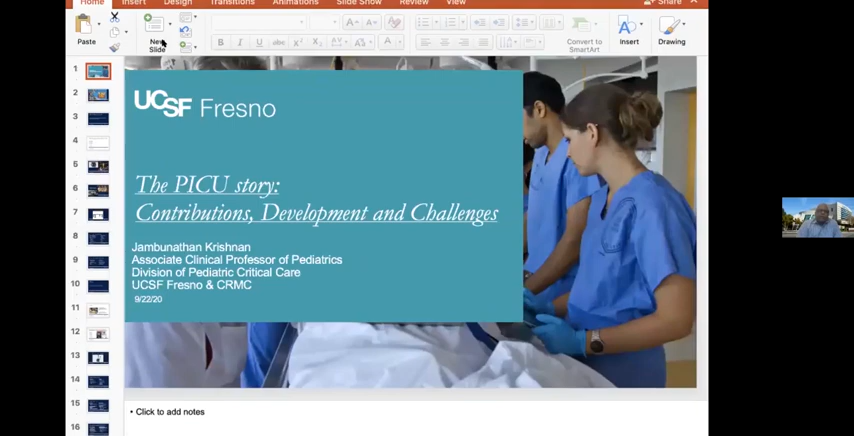 Home Insert Design Transitions Animations Slide Show Review View Share
Paste
New
Slide
Convert to
SmartArt
Insert
Drawing
1
2
3
4
5
6
7
8
9
10
11
12
13
14
15
16
UCSF Fresno
The PICU story:
Contributions, Development and Challenges
Jambunathan Krishnan
Associate Clinical Professor of Pediatrics
Division of Pediatric Critical Care
UCSF Fresno & CRMC
9/22/20
• Click to add notes